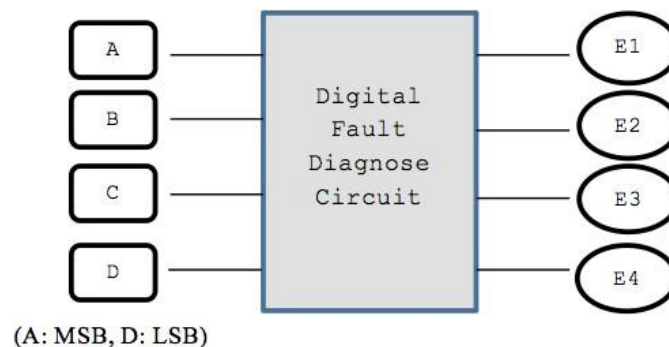 A
B
C
D
Digital
Fault
Diagnose
Circuit
E1
E2
E3
E4
(A: MSB, D: LSB)